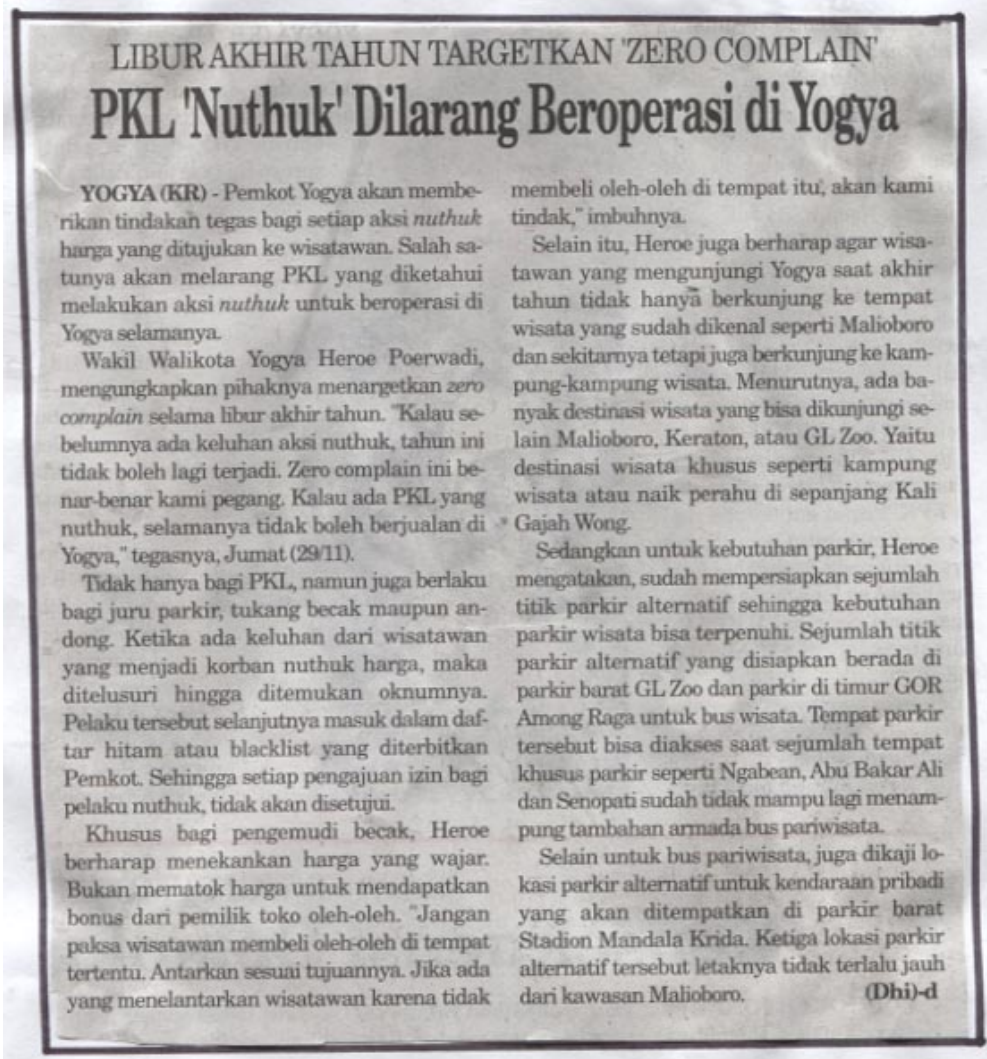 LIBUR AKHIR TAHUN TARGETKAN 'ZERO COMPLAIN'
PKL 'Nuthuk' Dilarang Beroperasi di Yogya
YOGYA (KR) - Pemkot Yogya akan membe-
rikan tindakan tegas bagi setiap aksi nuthuk
harga yang ditujukan ke wisatawan. Salah sa-
tunya akan melarang PKL yang diketahui
melakukan aksi nuthuk untuk beroperasi di
Yogya selamanya.
Wakil Walikota Yogya Heroe Poerwadi,
mengungkapkan pihaknya menargetkan zero
complain selama libur akhir tahun. "Kalau se-
belumnya ada keluhan aksi nuthuk, tahun ini
tidak boleh lagi terjadi. Zero complain ini be-
nar-benar kami pegang. Kalau ada PKL yang
nuthuk, selamanya tidak boleh berjualan di
Yogya," tegasnya, Jumat (29/11).
Tidak hanya bagi PKL, namun juga berlaku
bagi juru parkir, tukang becak maupun an-
dong. Ketika ada keluhan dari wisatawan
yang menjadi korban nuthuk harga, maka
ditelusuri hingga ditemukan oknumnya.
Pelaku tersebut selanjutnya masuk dalam daf-
tar hitam atau blacklist yang diterbitkan
Pemkot. Sehingga setiap pengajuan izin bagi
pelaku nuthuk, tidak akan disetujui.
Khusus bagi pengemudi becak, Heroe
berharap menekankan harga yang wajar.
Bukan mematok harga untuk mendapatkan
bonus dari pemilik toko oleh-oleh. "Jangan
paksa wisatawan membeli oleh-oleh di tempat
tertentu. Antarkan sesuai tujuannya. Jika ada
yang menelantarkan wisatawan karena tidak
membeli oleh-oleh di tempat itu, akan kami
tindak," imbuhnya.
Selain itu, Heroe juga berharap agar wisa-
tawan yang mengunjungi Yogya saat akhir
tahun tidak hanya berkunjung ke tempat
wisata yang sudah dikenal seperti Malioboro
dan sekitarnya tetapi juga berkunjung ke kam-
pung-kampung wisata. Menurutnya, ada ba-
nyak destinasi wisata yang bisa dikunjungi se-
lain Malioboro, Keraton, atau GL Zoo. Yaitu
destinasi wisata khusus seperti kampung
wisata atau naik perahu di sepanjang Kali
Gajah Wong.
Sedangkan untuk kebutuhan parkir, Heroe
mengatakan, sudah mempersiapkan sejumlah
titik parkir alternatif sehingga kebutuhan
parkir wisata bisa terpenuhi. Sejumlah titik
parkir alternatif yang disiapkan berada di
parkir barat GL Zoo dan parkir di timur GOR
Among Raga untuk bus wisata. Tempat parkir
tersebut bisa diakses saat sejumlah tempat
khusus parkir seperti Ngabean, Abu Bakar Ali
dan Senopati sudah tidak mampu lagi menam-
pung tambahan armada bus pariwisata.
Selain untuk bus pariwisata, juga dikaji lo-
kasi parkir alternatif untuk kendaraan pribadi
yang akan ditempatkan di parkir barat
Stadion Mandala Krida. Ketiga lokasi parkir
alternatif tersebut letaknya tidak terlalu jauh
dari kawasan Malioboro. (Dhi)-d